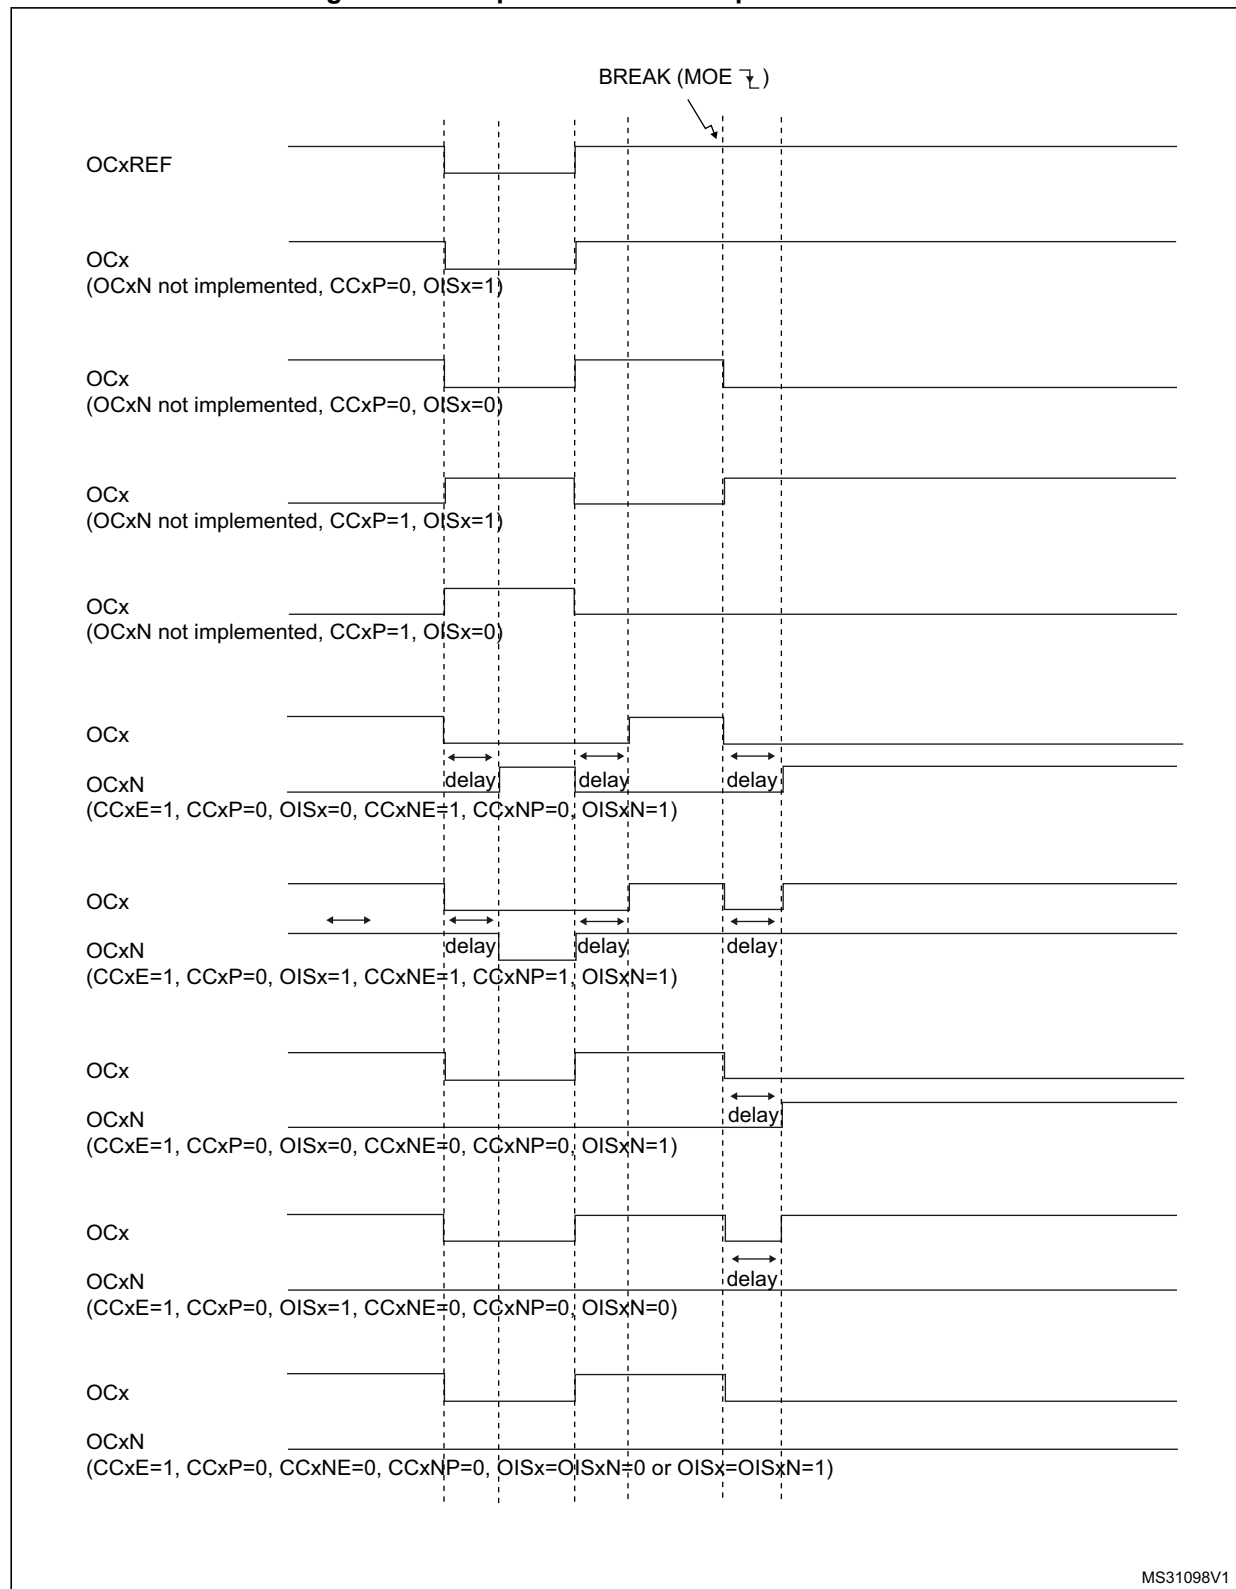 BREAK (MOE )
OCxREF
OCx
(OCxN not implemented, CCxP=0, OISx=1)
OCx
(OCxN not implemented, CCxP=0, OISx=0)
OCx
(OCxN not implemented, CCxP=1, OISx=1)
OCx
(OCxN not implemented, CCxP=1, OISx=0)
OCx
OCxN delay delay delay
(CCxE=1, CCxP=0, OISx=0, CCxNE=1, CCxNP=0, OISxN=1)
OCx
OCxN delay delay delay
(CCxE=1, CCxP=0, OISx=1, CCxNE=1, CCxNP=1, OISxN=1)
OCx
OCxN delay
(CCxE=1, CCxP=0, OISx=0, CCxNE=0, CCxNP=0, OISxN=1)
OCx
OCxN delay
(CCxE=1, CCxP=0, OISx=1, CCxNE=0, CCxNP=0, OISxN=0)
OCx
OCxN
(CCxE=1, CCxP=0, CCxNE=0, CCxNP=0, OISx=OISxN=0 or OISx=OISxN=1)
MS31098V1